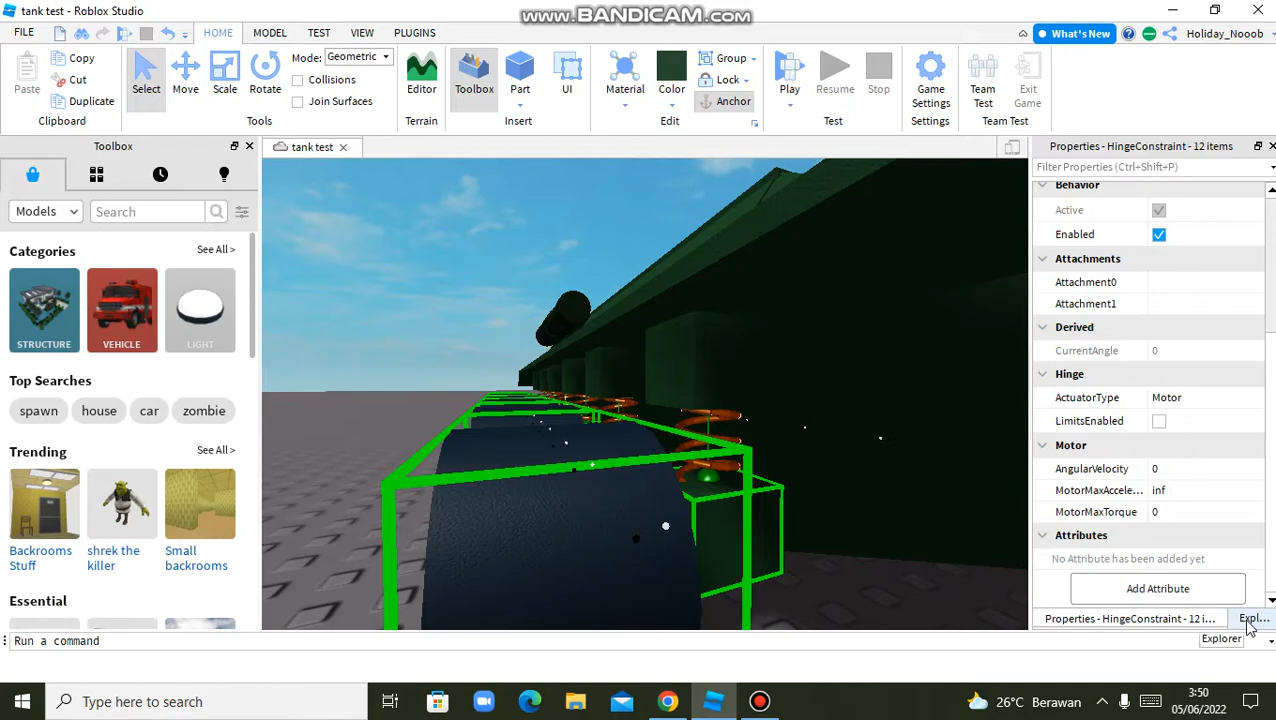 tank test - Roblox Studio
www.BANDICAM.com
FILE HOME MODEL TEST VIEW PLUGINS What's New Holiday_Noob
Paste Copy Cut Duplicate
Clipboard
Select Move Scale Rotate
Mode: Geometric
Collisions
Join Surfaces
Tools
Editor
Terrain
Toolbox Part UI
Insert
Material Color Group Lock Anchor
Edit
Play Resume Stop
Test
Game Settings
Settings
Team Test Exit Game
Team Test
Toolbox
tank test
Properties - HingeConstraint - 12 items
Filter Properties (Ctrl+Shift+P)
Models Search
Categories See All >
STRUCTURE VEHICLE LIGHT
Top Searches
spawn house car zombie
Trending See All >
Backrooms Stuff
shrek the killer
Small backrooms
Essential
Behavior
Active
Enabled
Attachments
Attachment0
Attachment1
Derived
CurrentAngle 0
Hinge
ActuatorType Motor
LimitsEnabled
Motor
AngularVelocity 0
MotorMaxAccele... inf
MotorMaxTorque 0
Attributes
No Attribute has been added yet
Add Attribute
Properties - HingeConstraint - 12 i... Expl...
Explorer
Run a command
Type here to search
26°C Berawan
3:50
05/06/2022